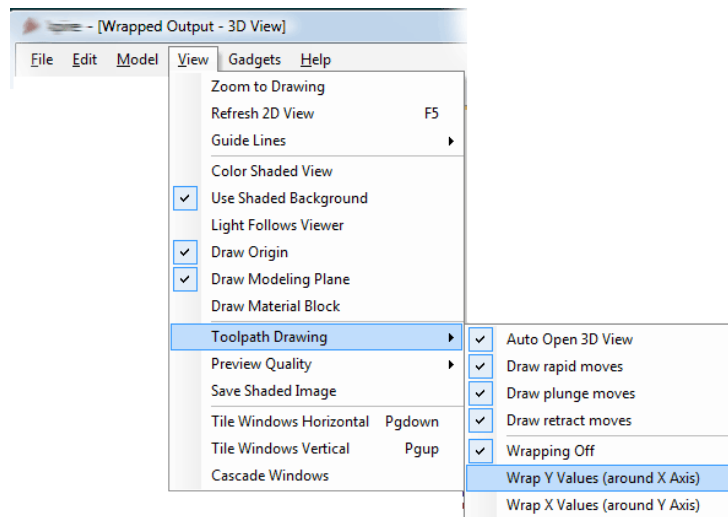 - [Wrapped Output - 3D View]
File Edit Model View Gadgets Help
Zoom to Drawing
Refresh 2D View F5
Guide Lines
Color Shaded View
Use Shaded Background
Light Follows Viewer
Draw Origin
Draw Modeling Plane
Draw Material Block
Toolpath Drawing
Auto Open 3D View
Preview Quality
Draw rapid moves
Save Shaded Image
Draw plunge moves
Tile Windows Horizontal Pgdown
Draw retract moves
Tile Windows Vertical Pgup
Wrapping Off
Cascade Windows
Wrap Y Values (around X Axis)
Wrap X Values (around Y Axis)